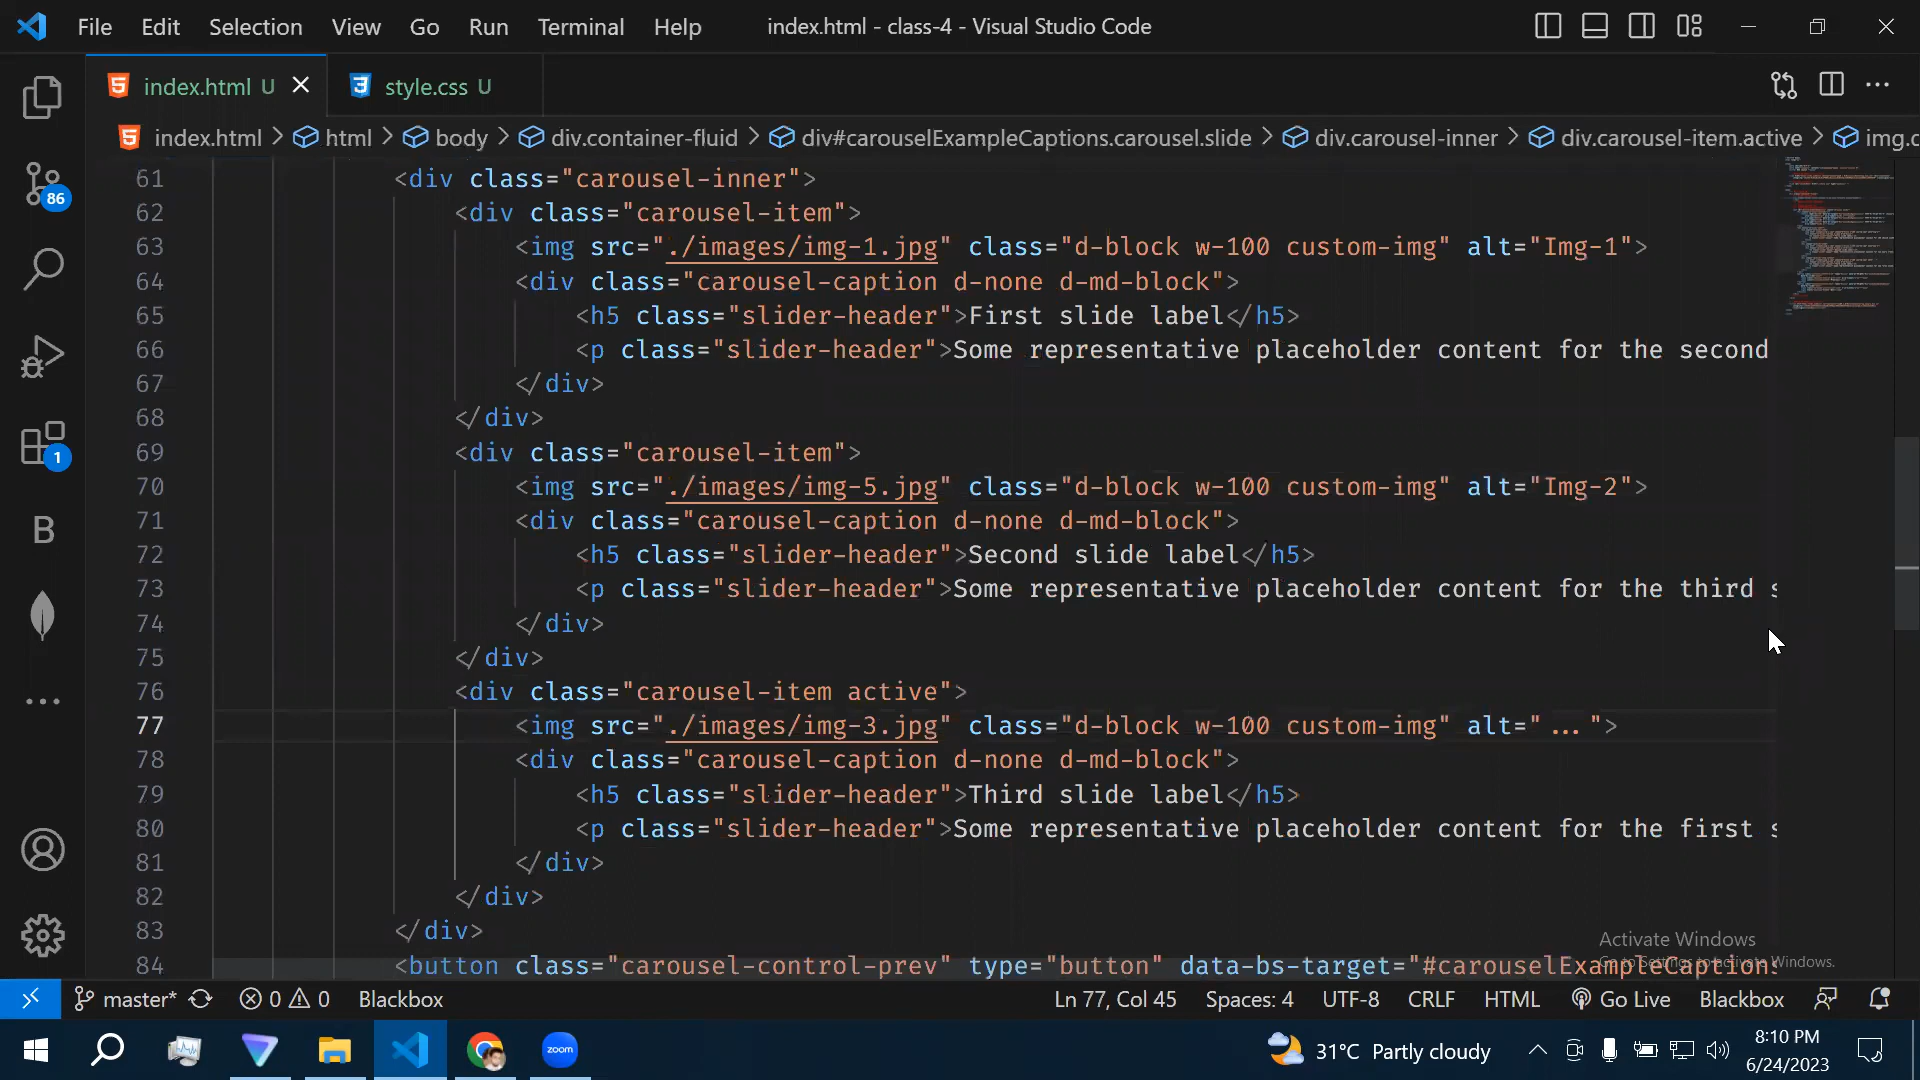 File Edit Selection View Go Run Terminal Help index.html - class-4 - Visual Studio Code
index.html U style.css U
index.html > html > body > div.container-fluid > div#carouselExampleCaptions.carousel.slide > div.carousel-inner > div.carousel-item.active > img.c
61 <div class="carousel-inner">
62 <div class="carousel-item">
63 <img src="./images/img-1.jpg" class="d-block w-100 custom-img" alt="Img-1">
64 <div class="carousel-caption d-none d-md-block">
65 <h5 class="slider-header">First slide label</h5>
66 <p class="slider-header">Some representative placeholder content for the second
67 </div>
68 </div>
69 <div class="carousel-item">
70 <img src="./images/img-5.jpg" class="d-block w-100 custom-img" alt="Img-2">
71 <div class="carousel-caption d-none d-md-block">
72 <h5 class="slider-header">Second slide label</h5>
73 <p class="slider-header">Some representative placeholder content for the third s
74 </div>
75 </div>
76 <div class="carousel-item active">
77 <img src="./images/img-3.jpg" class="d-block w-100 custom-img" alt="...">
78 <div class="carousel-caption d-none d-md-block">
79 <h5 class="slider-header">Third slide label</h5>
80 <p class="slider-header">Some representative placeholder content for the first s
81 </div>
82 </div>
83 </div>
84 <button class="carousel-control-prev" type="button" data-bs-target="#carouselExampleCaptions
86
1
B
Activate Windows
Go to Settings to activate Windows.
master* 0 0 Blackbox Ln 77, Col 45 Spaces: 4 UTF-8 CRLF HTML Go Live Blackbox
zoom 31°C Partly cloudy 8:10 PM
6/24/2023